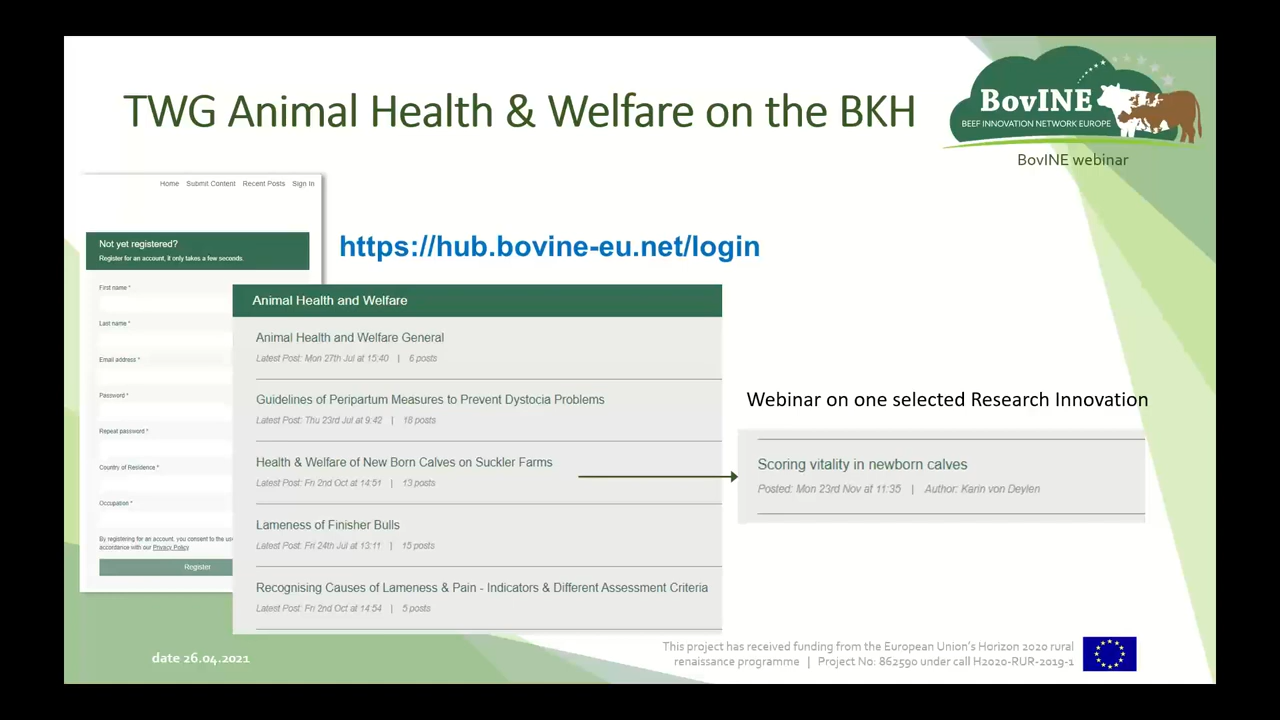 TWG Animal Health & Welfare on the BKH
BovINE
BEEF INNOVATION NETWORK EUROPE
BovINE webinar
Home Submit Content Recent Posts Sign In
Not yet registered?
Register for an account, it only takes a few seconds.
First name *
Last name *
Email address *
Password *
Repeat password *
Country of Residence *
Occupation *
By registering for an account, you consent to the us
accordance with our Privacy Policy
Register
https://hub.bovine-eu.net/login
Animal Health and Welfare
Animal Health and Welfare General
Latest Post: Mon 27th Jul at 15:40 | 6 posts
Guidelines of Peripartum Measures to Prevent Dystocia Problems
Latest Post: Thu 23rd Jul at 9:42 | 18 posts
Health & Welfare of New Born Calves on Suckler Farms
Latest Post: Fri 2nd Oct at 14:51 | 13 posts
Lameness of Finisher Bulls
Latest Post: Fri 24th Jul at 13:11 | 15 posts
Recognising Causes of Lameness & Pain - Indicators & Different Assessment Criteria
Latest Post: Fri 2nd Oct at 14:54 | 5 posts
Webinar on one selected Research Innovation
Scoring vitality in newborn calves
Posted: Mon 23rd Nov at 11:35 | Author: Karin von Deylen
date 26.04.2021
This project has received funding from the European Union's Horizon 2020 rural
renaissance programme | Project No: 862590 under call H2020-RUR-2019-1